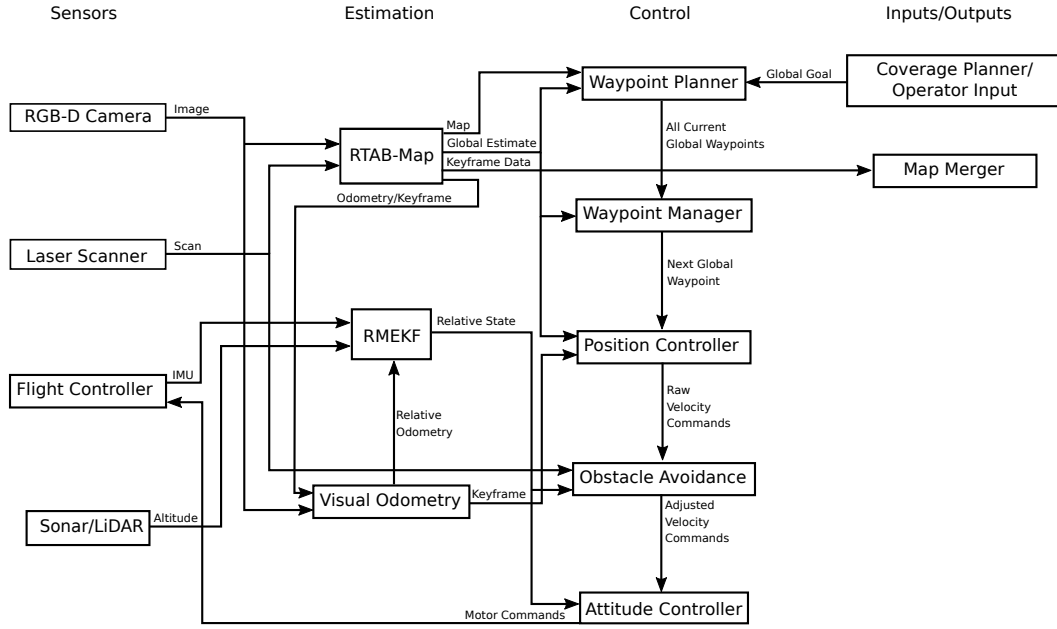 Sensors
Estimation
Control
Inputs/Outputs
RGB-D Camera
Image
Laser Scanner
Scan
Flight Controller
IMU
Sonar/LiDAR
Altitude
RTAB-Map
Map
Global Estimate
Keyframe Data
Odometry/Keyframe
RMEKF
Relative State
Relative
Odometry
Visual Odometry
Keyframe
Motor Commands
Waypoint Planner
All Current
Global Waypoints
Waypoint Manager
Next Global
Waypoint
Position Controller
Raw
Velocity
Commands
Obstacle Avoidance
Adjusted
Velocity
Commands
Attitude Controller
Global Goal
Coverage Planner/
Operator Input
Map Merger